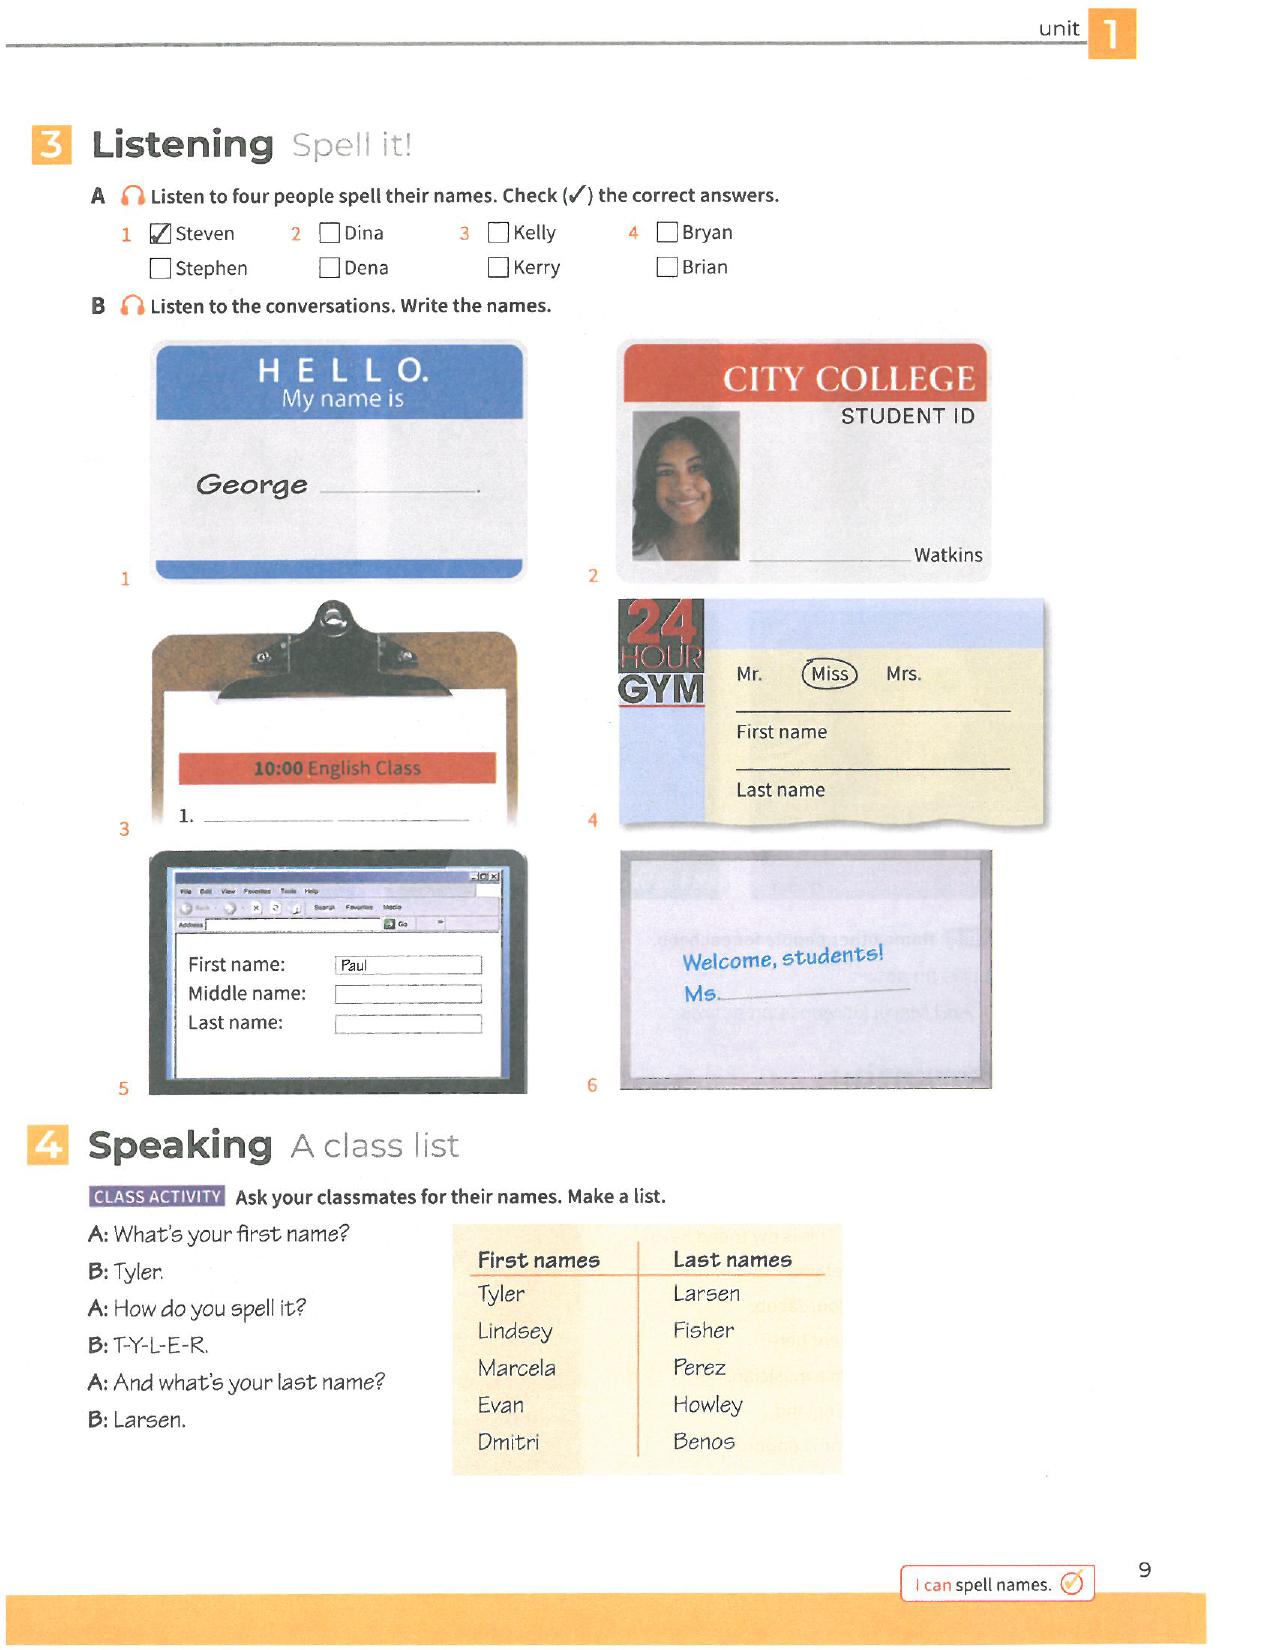 unit 1
3 Listening Spell it!
A Listen to four people spell their names. Check (✓) the correct answers.
1 Steven 2 Dina 3 Kelly 4 Bryan
Stephen Dena Kerry Brian
B Listen to the conversations. Write the names.
HELLO.
My name is
George
1
CITY COLLEGE
STUDENT ID
Watkins
2
10:00 English Class
1.
3
24
HOUR
GYM
Mr. Miss Mrs.
First name
Last name
4
File Edit View Favorites Tools Help
Search Favorites Media
Address Go
First name: Paul
Middle name:
Last name:
5
Welcome, students!
Ms.
6
4 Speaking A class list
CLASS ACTIVITY Ask your classmates for their names. Make a list.
A: What's your first name?
B: Tyler.
A: How do you spell it?
B: T-Y-L-E-R.
A: And what's your last name?
B: Larsen.
First names Last names
Tyler Larsen
Lindsey Fisher
Marcela Perez
Evan Howley
Dmitri Benos
I can spell names.
9